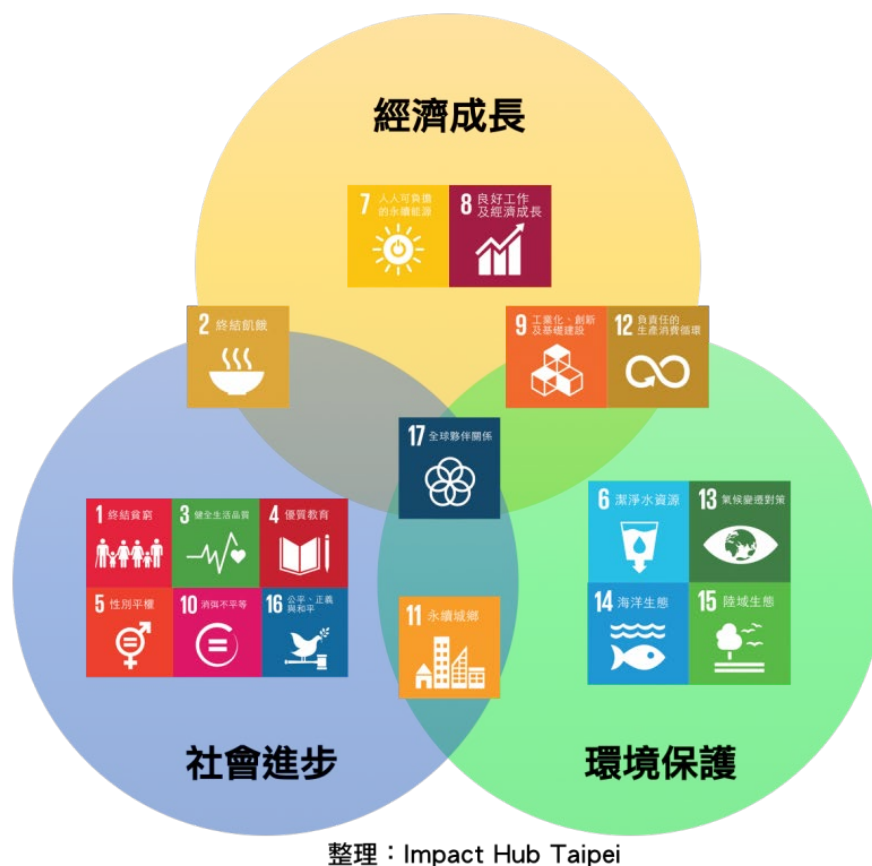 經濟成長
7 人人可負擔
的永續能源
8 良好工作
及經濟成長
2 終結飢餓
9 工業化、創新
及基礎建設
12 負責任的
生產消費循環
17 全球夥伴關係
1 終結貧窮
3 健全生活品質
4 優質教育
5 性別平權
10 消弭不平等
16 公平、正義
與和平
6 潔淨水資源
13 氣候變遷對策
14 海洋生態
15 陸域生態
11 永續城鄉
社會進步
環境保護
整理：Impact Hub Taipei